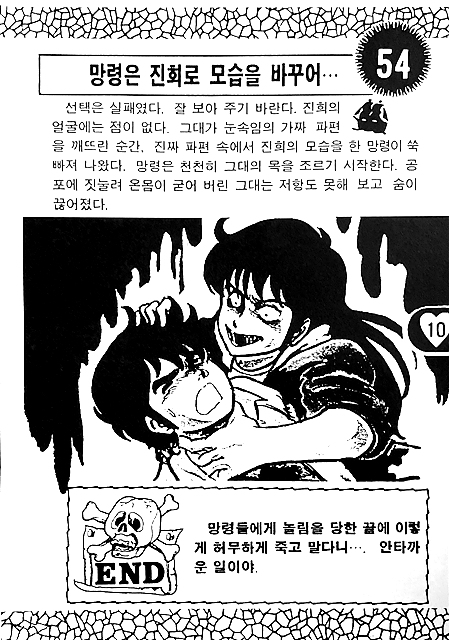 망령은 진희로 모습을 바꾸어…
54
선택은 실패였다. 잘 보아 주기 바란다. 진희의
얼굴에는 점이 없다. 그대가 눈속임의 가짜 파편
을 깨뜨린 순간, 진짜 파편 속에서 진희의 모습을 한 망령이 쑥
빠져 나왔다. 망령은 천천히 그대의 목을 조르기 시작한다. 공
포에 짓눌려 온몸이 굳어 버린 그대는 저항도 못해 보고 숨이
끊어졌다.
10
망령들에게 놀림을 당한 끝에 이렇
게 허무하게 죽고 말다니…. 안타까
운 일이야.
END